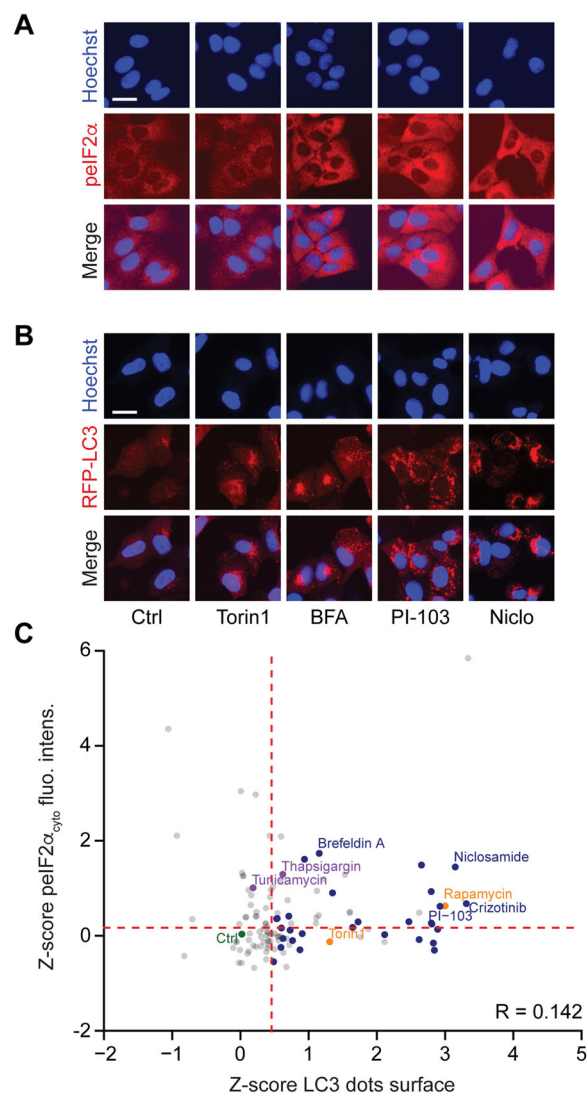 A
Hoechst
peIF2α
Merge
B
Hoechst
RFP-LC3
Merge
Ctrl Torin1 BFA PI-103 Niclo
C
Z-score peIF2αcyto fluo. intens.
6
4
2
0
-2
Brefeldin A
Niclosamide
Thapsigargin
Tunicamycin
Rapamycin
Crizotinib
PI−103
Ctrl
Torin1
R = 0.142
−2 −1 0 1 2 3 4 5
Z-score LC3 dots surface